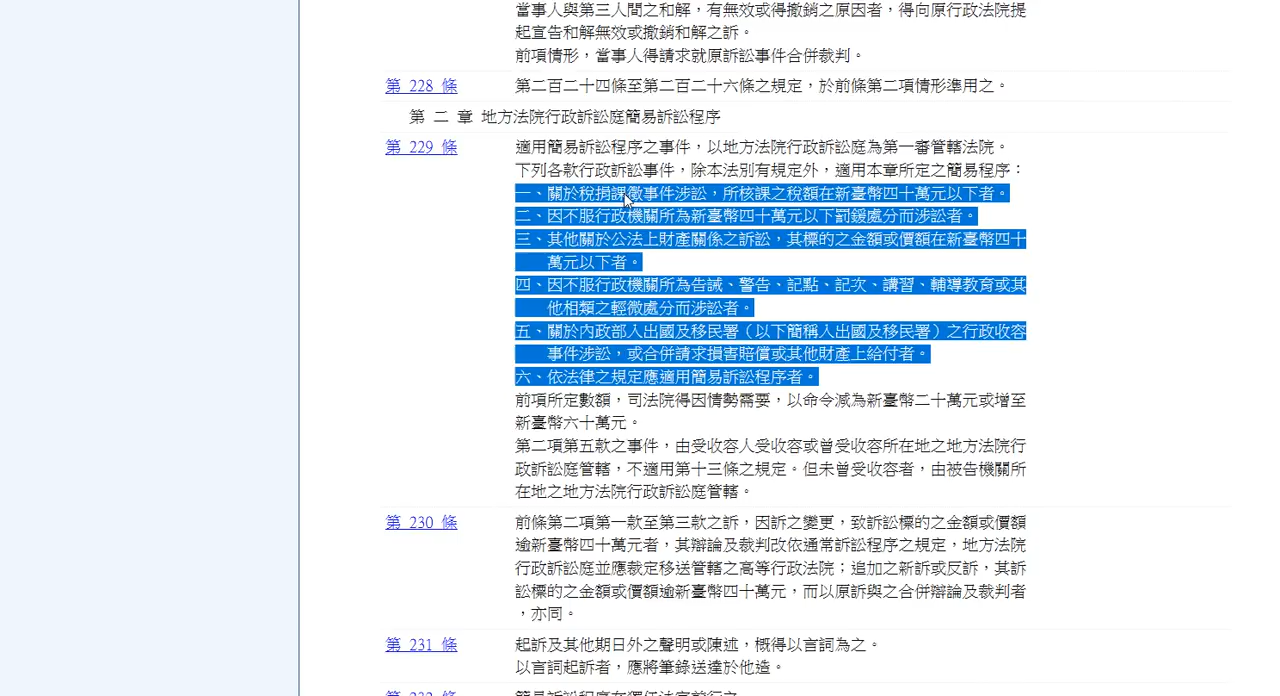 當事人與第三人間之和解，有無效或得撤銷之原因者，得向原行政法院提
起宣告和解無效或撤銷和解之訴。
前項情形，當事人得請求就原訴訟事件合併裁判。
第 228 條 第二百二十四條至第二百二十六條之規定，於前條第二項情形準用之。
第 二 章 地方法院行政訴訟庭簡易訴訟程序
第 229 條 適用簡易訴訟程序之事件，以地方法院行政訴訟庭為第一審管轄法院。
下列各款行政訴訟事件，除本法別有規定外，適用本章所定之簡易程序：
一、關於稅捐課徵事件涉訟，所核課之稅額在新臺幣四十萬元以下者。
二、因不服行政機關所為新臺幣四十萬元以下罰鍰處分而涉訟者。
三、其他關於公法上財產關係之訴訟，其標的之金額或價額在新臺幣四十
萬元以下者。
四、因不服行政機關所為告誡、警告、記點、記次、講習、輔導教育或其
他相類之輕微處分而涉訟者。
五、關於內政部入出國及移民署（以下簡稱入出國及移民署）之行政收容
事件涉訟，或合併請求損害賠償或其他財產上給付者。
六、依法律之規定應適用簡易訴訟程序者。
前項所定數額，司法院得因情勢需要，以命令減為新臺幣二十萬元或增至
新臺幣六十萬元。
第二項第五款之事件，由受收容人受收容或曾受收容所在地之地方法院行
政訴訟庭管轄，不適用第十三條之規定。但未曾受收容者，由被告機關所
在地之地方法院行政訴訟庭管轄。
第 230 條 前條第二項第一款至第三款之訴，因訴之變更，致訴訟標的之金額或價額
逾新臺幣四十萬元者，其辯論及裁判改依通常訴訟程序之規定，地方法院
行政訴訟庭並應裁定移送管轄之高等行政法院；追加之新訴或反訴，其訴
訟標的之金額或價額逾新臺幣四十萬元，而以原訴與之合併辯論及裁判者
，亦同。
第 231 條 起訴及其他期日外之聲明或陳述，概得以言詞為之。
以言詞起訴者，應將筆錄送達於他造。
第 232 條 簡易訴訟程序在獨任法官前行之。